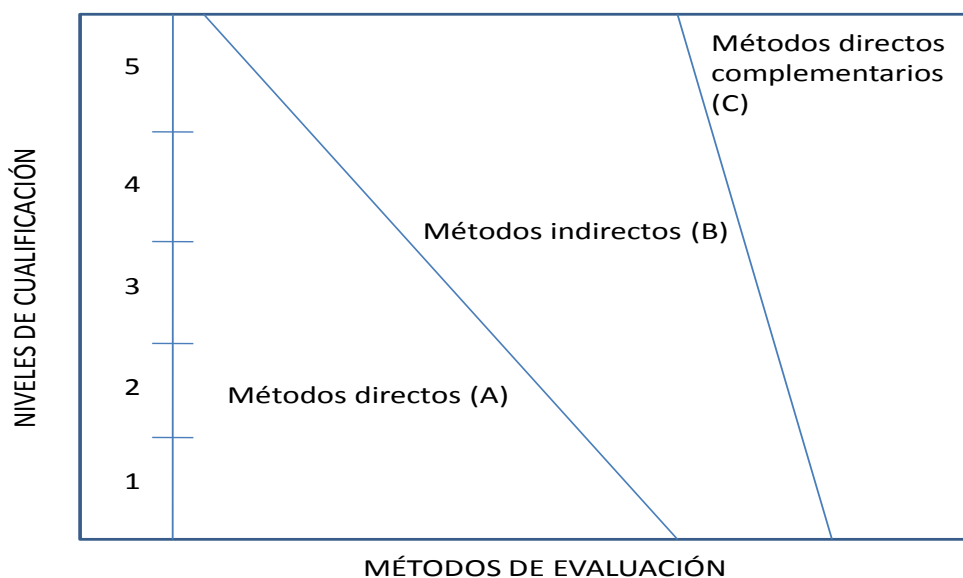 Métodos directos
complementarios
(C)
5
4
Métodos indirectos (B)
3
2
Métodos directos (A)
1
NIVELES DE CUALIFICACIÓN
MÉTODOS DE EVALUACIÓN